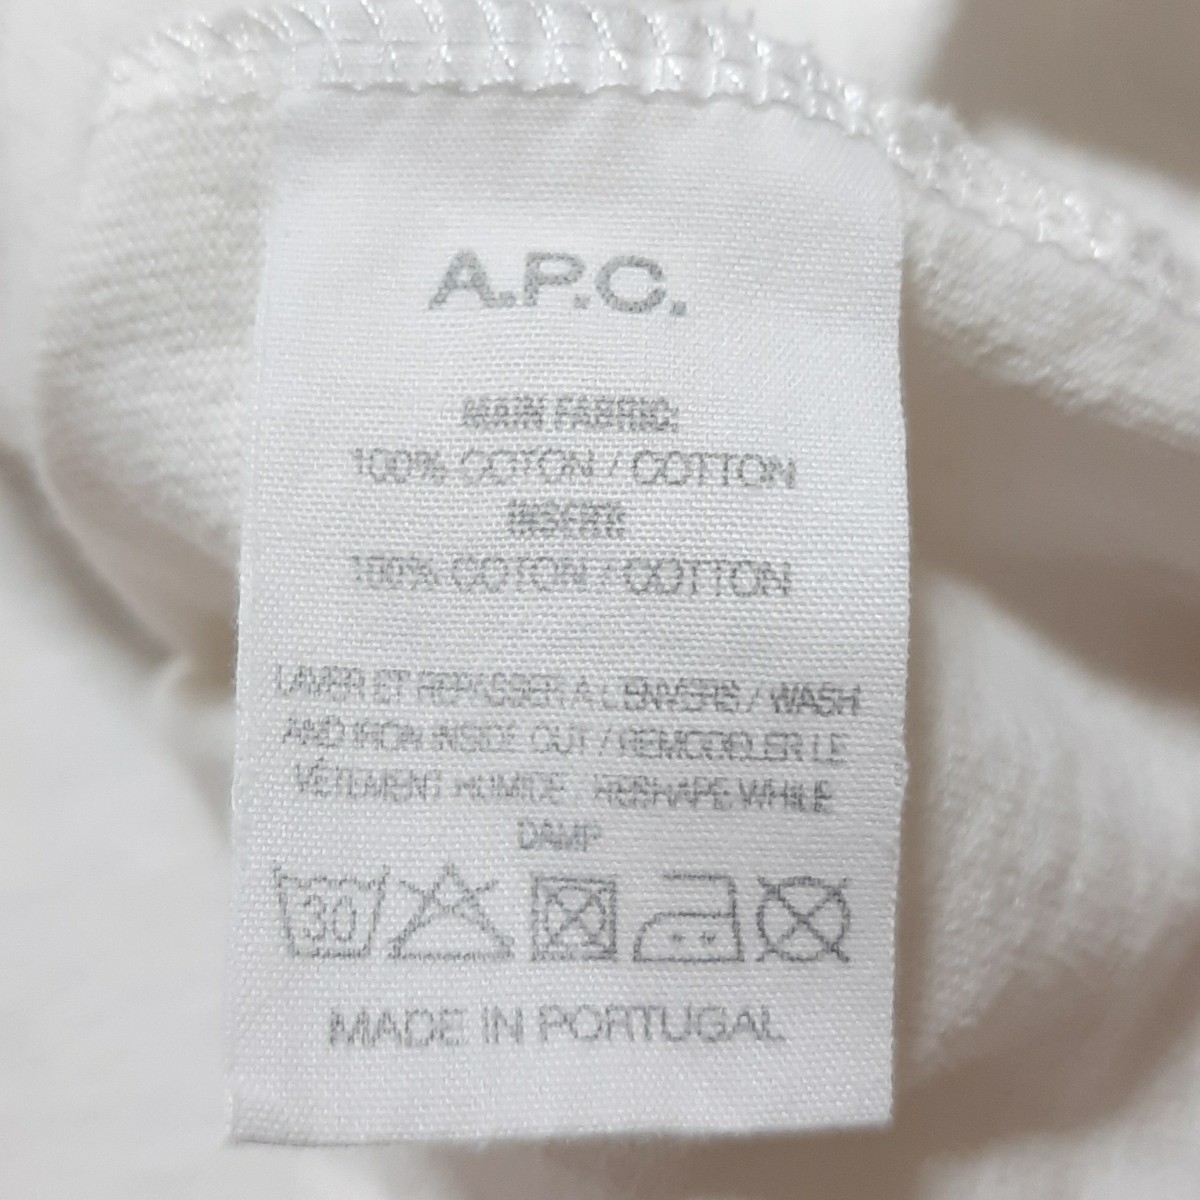 A.P.C.
MAIN FABRIC:
100% COTON / COTTON
INSERT:
100% COTON / COTTON
LAVER ET REPASSER A L'ENVERS / WASH
AND IRON INSIDE OUT / REMODELER LE
VÊTEMENT HUMIDE RESHAPE WHILE
DAMP
30
MADE IN PORTUGAL